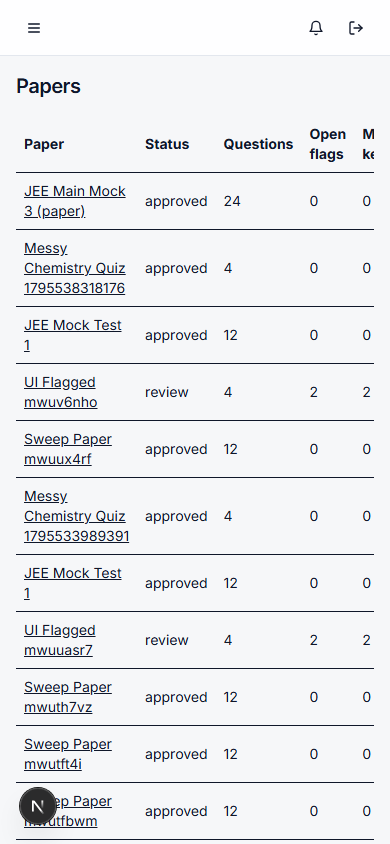 Papers
Paper Status Questions Open flags M ke
JEE Main Mock 3 (paper) approved 24 0 0
Messy Chemistry Quiz 1795538318176 approved 4 0 0
JEE Mock Test 1 approved 12 0 0
UI Flagged mwuv6nho review 4 2 2
Sweep Paper mwuux4rf approved 12 0 0
Messy Chemistry Quiz 1795533989391 approved 4 0 0
JEE Mock Test 1 approved 12 0 0
UI Flagged mwuuasr7 review 4 2 2
Sweep Paper mwuth7vz approved 12 0 0
Sweep Paper mwutft4i approved 12 0 0
Paper approved 12 0 0
N